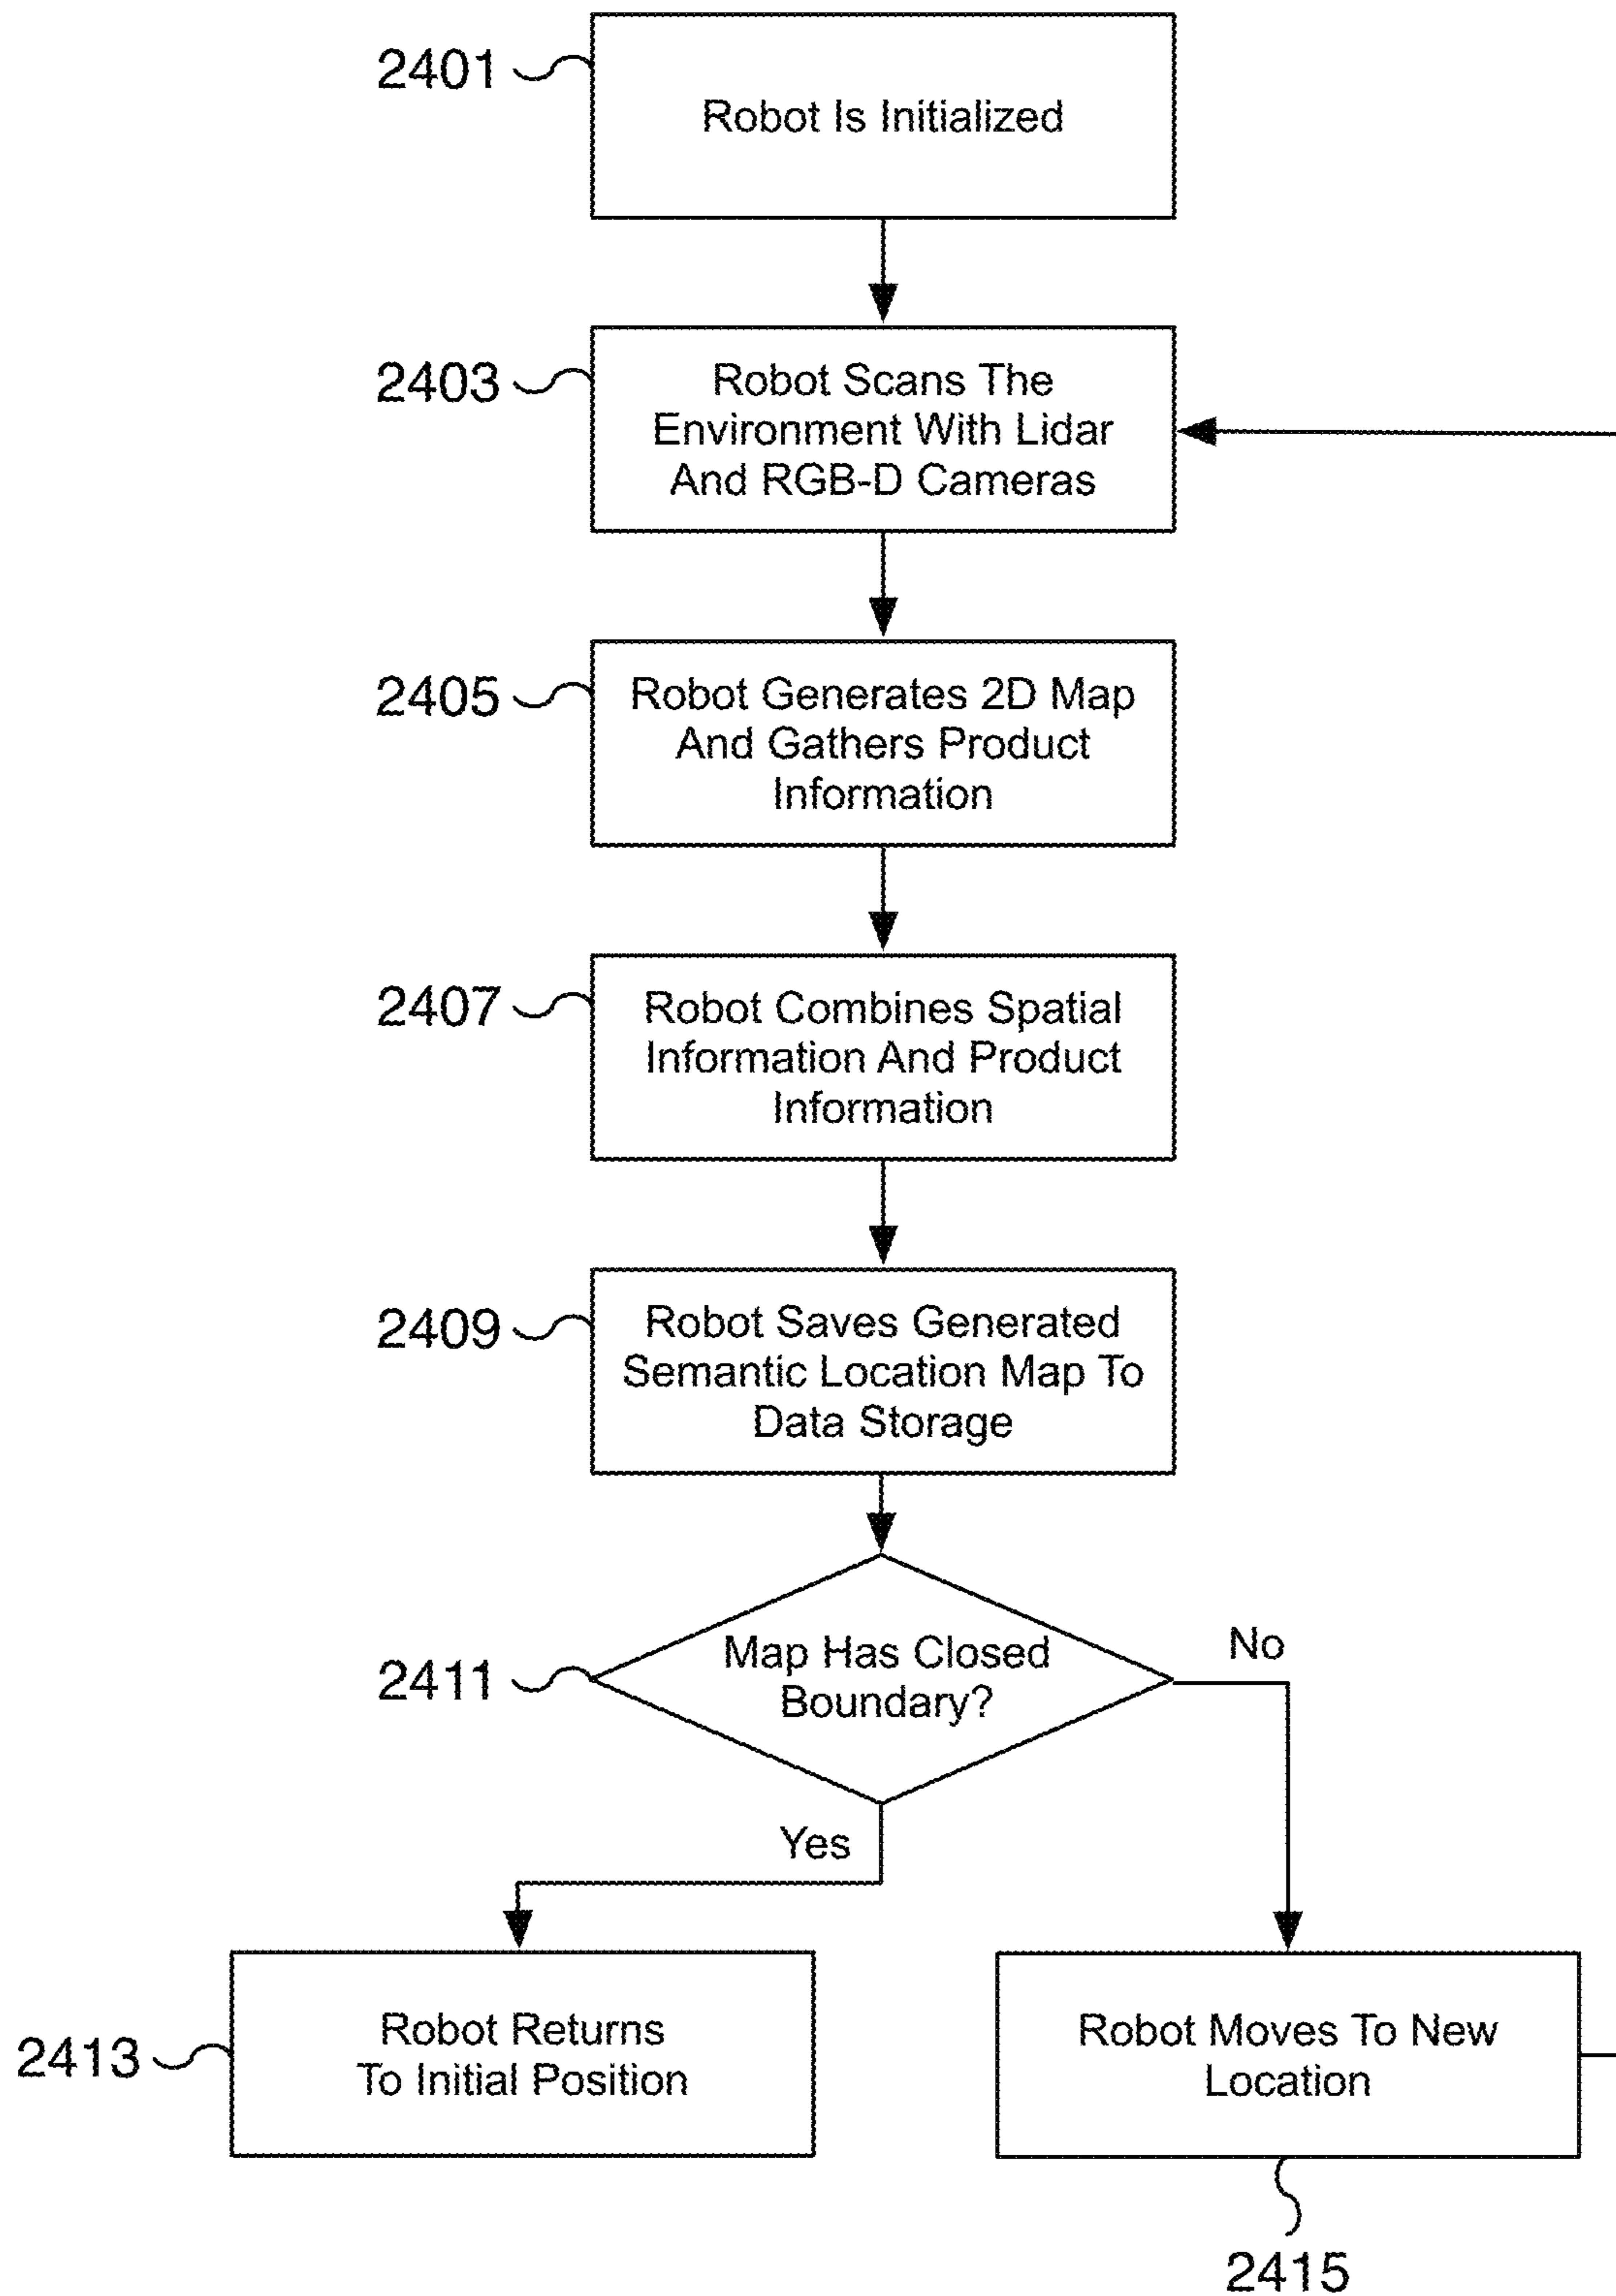 2401
Robot Is Initialized
2403
Robot Scans The
Environment With Lidar
And RGB-D Cameras
2405
Robot Generates 2D Map
And Gathers Product
Information
2407
Robot Combines Spatial
Information And Product
Information
2409
Robot Saves Generated
Semantic Location Map To
Data Storage
2411
Map Has Closed
Boundary?
No
Yes
2413
Robot Returns
To Initial Position
Robot Moves To New
Location
2415